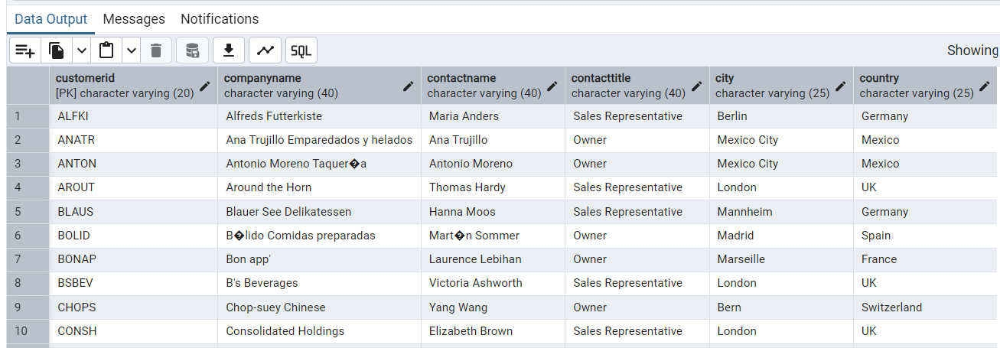 Data Output Messages Notifications
SQL Showing
customerid companyname contactname contacttitle city country
[PK] character varying (20) character varying (40) character varying (40) character varying (40) character varying (25) character varying (25)
1 ALFKI Alfreds Futterkiste Maria Anders Sales Representative Berlin Germany
2 ANATR Ana Trujillo Emparedados y helados Ana Trujillo Owner Mexico City Mexico
3 ANTON Antonio Moreno Taquer�a Antonio Moreno Owner Mexico City Mexico
4 AROUT Around the Horn Thomas Hardy Sales Representative London UK
5 BLAUS Blauer See Delikatessen Hanna Moos Sales Representative Mannheim Germany
6 BOLID B�lido Comidas preparadas Mart�n Sommer Owner Madrid Spain
7 BONAP Bon app' Laurence Lebihan Owner Marseille France
8 BSBEV B's Beverages Victoria Ashworth Sales Representative London UK
9 CHOPS Chop-suey Chinese Yang Wang Owner Bern Switzerland
10 CONSH Consolidated Holdings Elizabeth Brown Sales Representative London UK